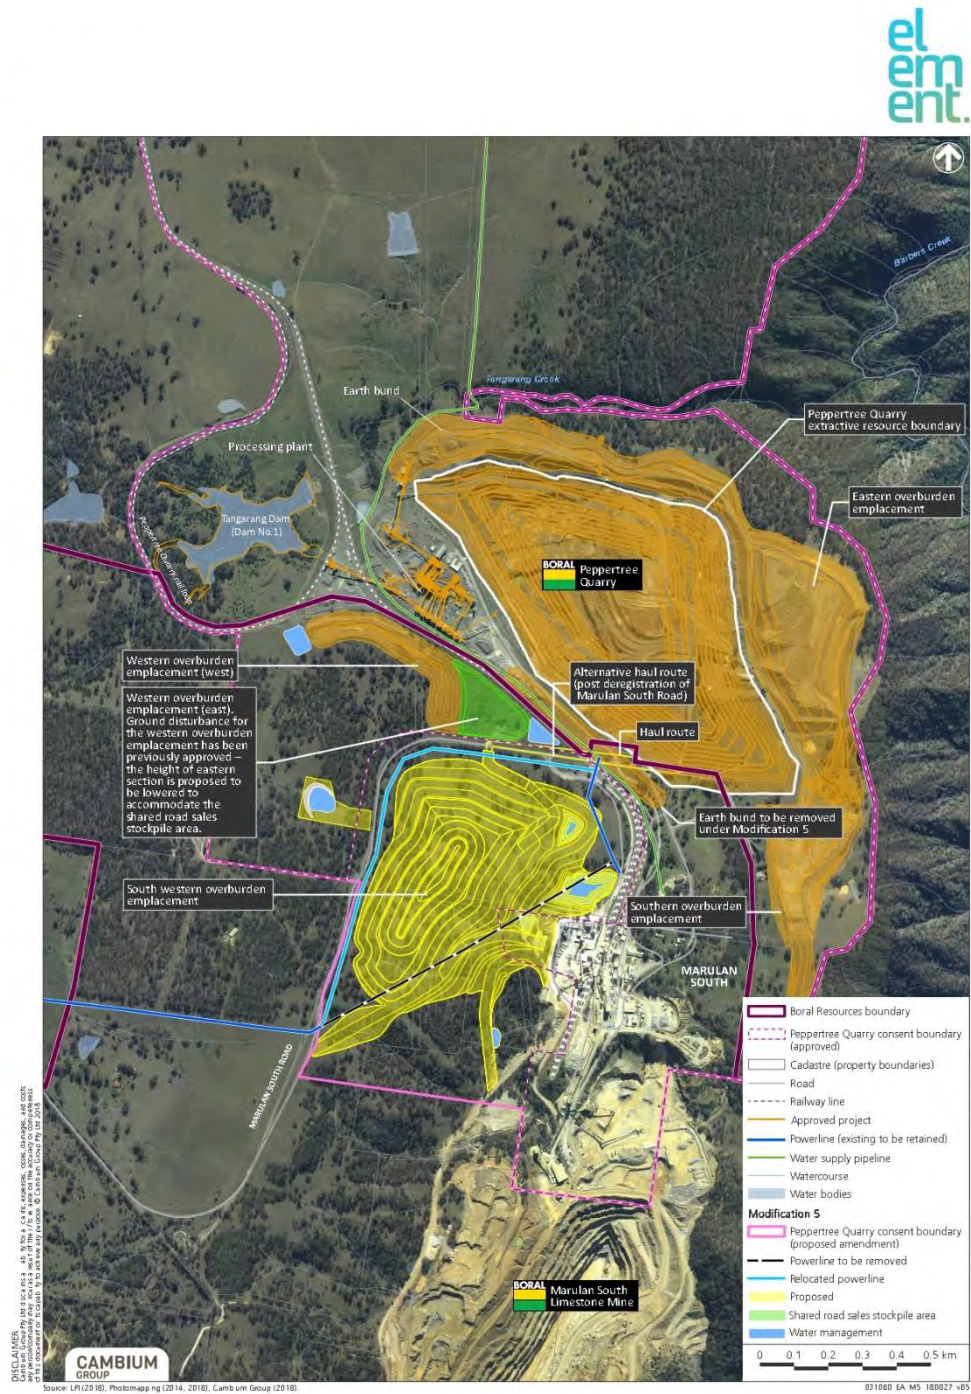 el
em
ent.
Barbers Creek
Tangarang Creek
Earth bund
Peppertree Quarry
extractive resource boundary
Processing plant
Eastern overburden
emplacement
Tangarang Dam
(Dam No.1)
Peppertree Quarry rail loop
BORAL
Peppertree
Quarry
Western overburden
emplacement (west)
Alternative haul route
(post deregistration of
Marulan South Road)
Western overburden
emplacement (east).
Ground disturbance for
the western overburden
emplacement has been
previously approved –
the height of eastern
section is proposed to
be lowered to
accommodate the
shared road sales
stockpile area.
Haul route
Earth bund to be removed
under Modification 5
South western overburden
emplacement
Southern overburden
emplacement
MARULAN
SOUTH
MARULAN SOUTH ROAD
BORAL
Marulan South
Limestone Mine
Boral Resources boundary
Peppertree Quarry consent boundary
(approved)
Cadastre (property boundaries)
Road
Railway line
Approved project
Powerline (existing to be retained)
Water supply pipeline
Watercourse
Water bodies
Modification 5
Peppertree Quarry consent boundary
(proposed amendment)
Powerline to be removed
Relocated powerline
Proposed
Shared road sales stockpile area
Water management
0 0.1 0.2 0.3 0.4 0.5 km
CAMBIUM
GROUP
DISCLAIMER
Source: LPI (2018), Photomapping (2014, 2018), Cambium Group (2018).
031060_EA_M5_180827_v05